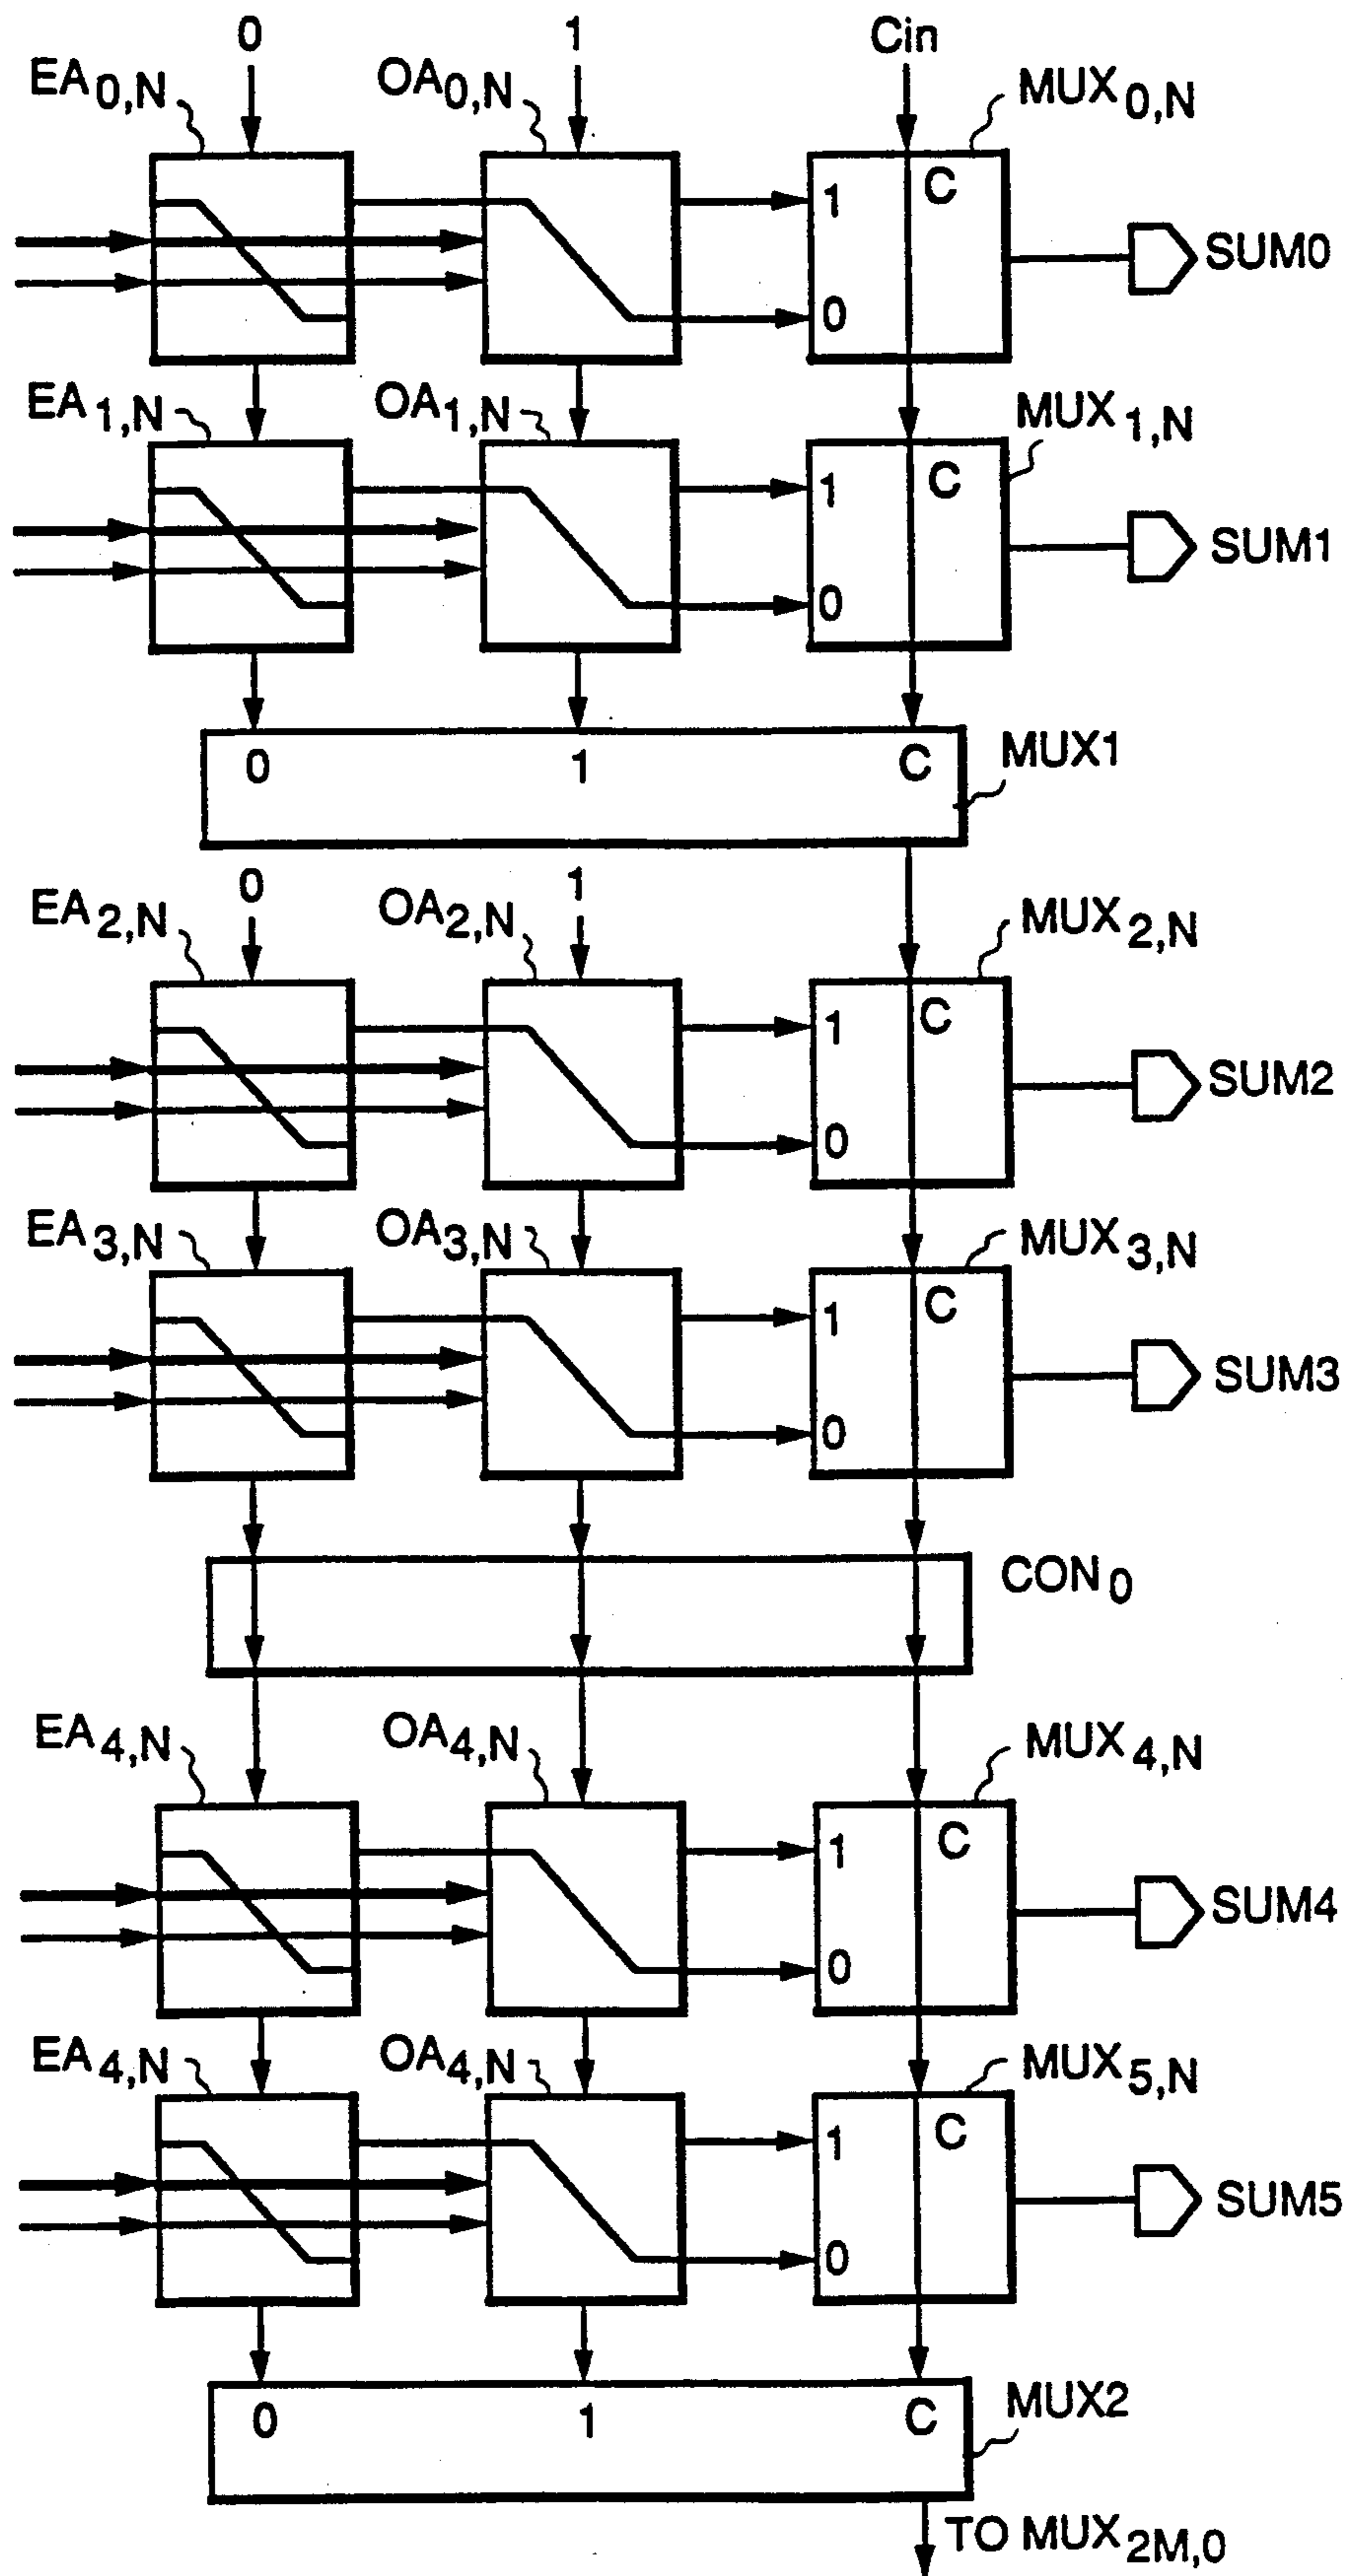 0 1 Cin
EA0,N OA0,N MUX0,N
C
1
SUM0
0
EA1,N OA1,N MUX1,N
C
1
SUM1
0
MUX1
0 1 C
0 1
EA2,N OA2,N MUX2,N
C
1
SUM2
0
EA3,N OA3,N MUX3,N
C
1
SUM3
0
CON0
EA4,N OA4,N MUX4,N
C
1
SUM4
0
EA4,N OA4,N MUX5,N
C
1
SUM5
0
MUX2
0 1 C
TO MUX2M,0